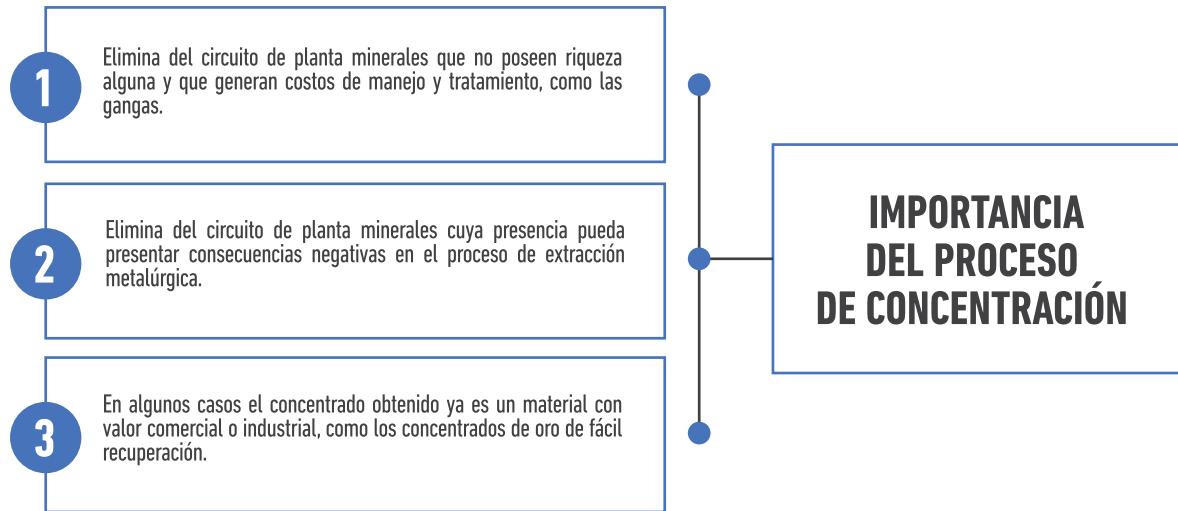 1
Elimina del circuito de planta minerales que no poseen riqueza
alguna y que generan costos de manejo y tratamiento, como las
gangas.
2
Elimina del circuito de planta minerales cuya presencia pueda
presentar consecuencias negativas en el proceso de extracción
metalúrgica.
3
En algunos casos el concentrado obtenido ya es un material con
valor comercial o industrial, como los concentrados de oro de fácil
recuperación.
IMPORTANCIA
DEL PROCESO
DE CONCENTRACIÓN